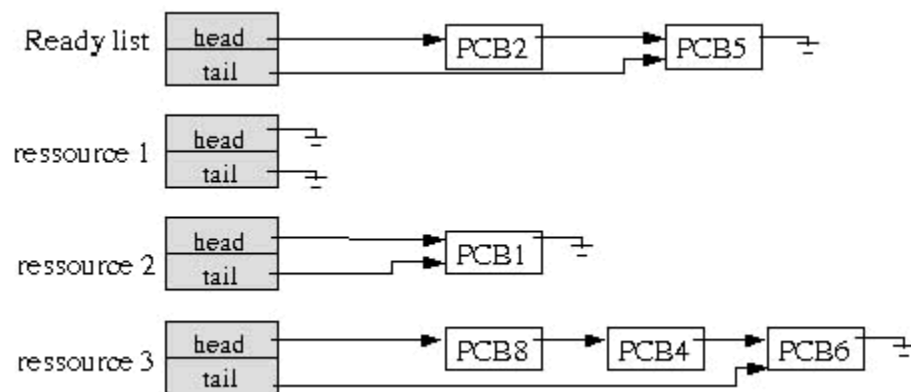 Ready list
head
tail
PCB2
PCB5
ressource 1
head
tail
ressource 2
head
tail
PCB1
ressource 3
head
tail
PCB8
PCB4
PCB6